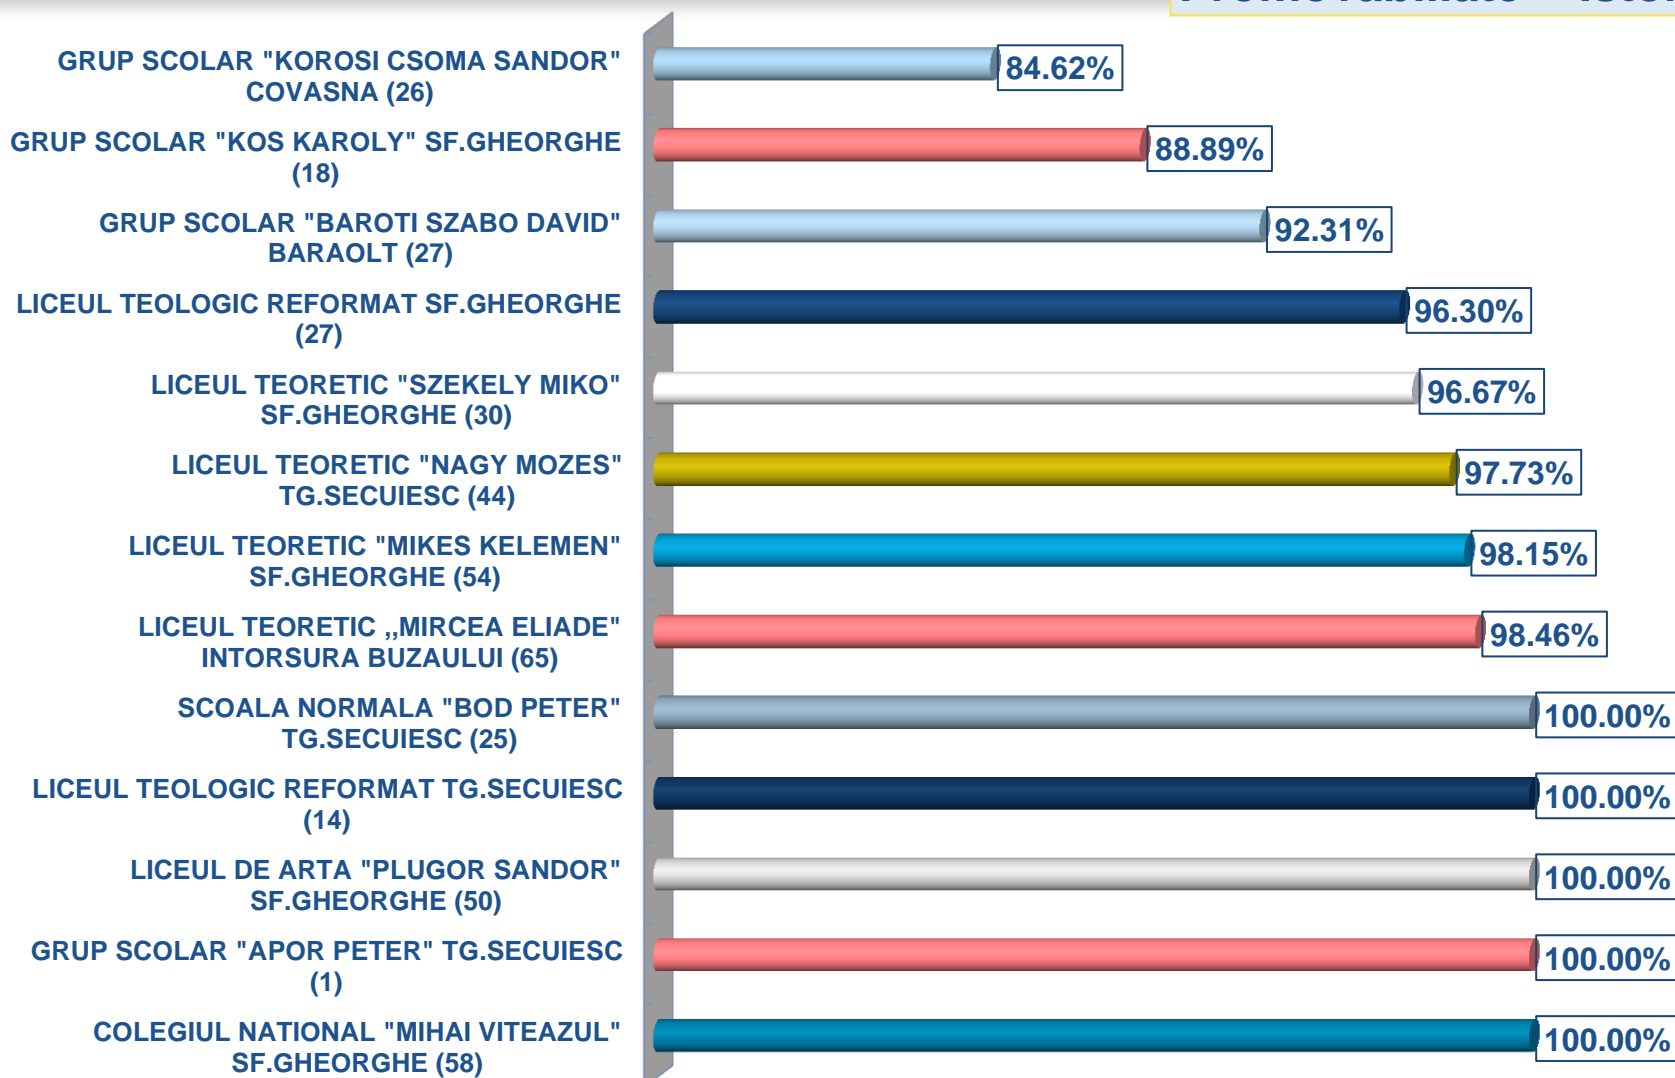 GRUP SCOLAR "KOROSI CSOMA SANDOR"
COVASNA (26)
84.62%
GRUP SCOLAR "KOS KAROLY" SF.GHEORGHE
(18)
88.89%
GRUP SCOLAR "BAROTI SZABO DAVID"
BARAOLT (27)
92.31%
LICEUL TEOLOGIC REFORMAT SF.GHEORGHE
(27)
96.30%
LICEUL TEORETIC "SZEKELY MIKO"
SF.GHEORGHE (30)
96.67%
LICEUL TEORETIC "NAGY MOZES"
TG.SECUIESC (44)
97.73%
LICEUL TEORETIC "MIKES KELEMEN"
SF.GHEORGHE (54)
98.15%
LICEUL TEORETIC ,,MIRCEA ELIADE"
INTORSURA BUZAULUI (65)
98.46%
SCOALA NORMALA "BOD PETER"
TG.SECUIESC (25)
100.00%
LICEUL TEOLOGIC REFORMAT TG.SECUIESC
(14)
100.00%
LICEUL DE ARTA "PLUGOR SANDOR"
SF.GHEORGHE (50)
100.00%
GRUP SCOLAR "APOR PETER" TG.SECUIESC
(1)
100.00%
COLEGIUL NATIONAL "MIHAI VITEAZUL"
SF.GHEORGHE (58)
100.00%